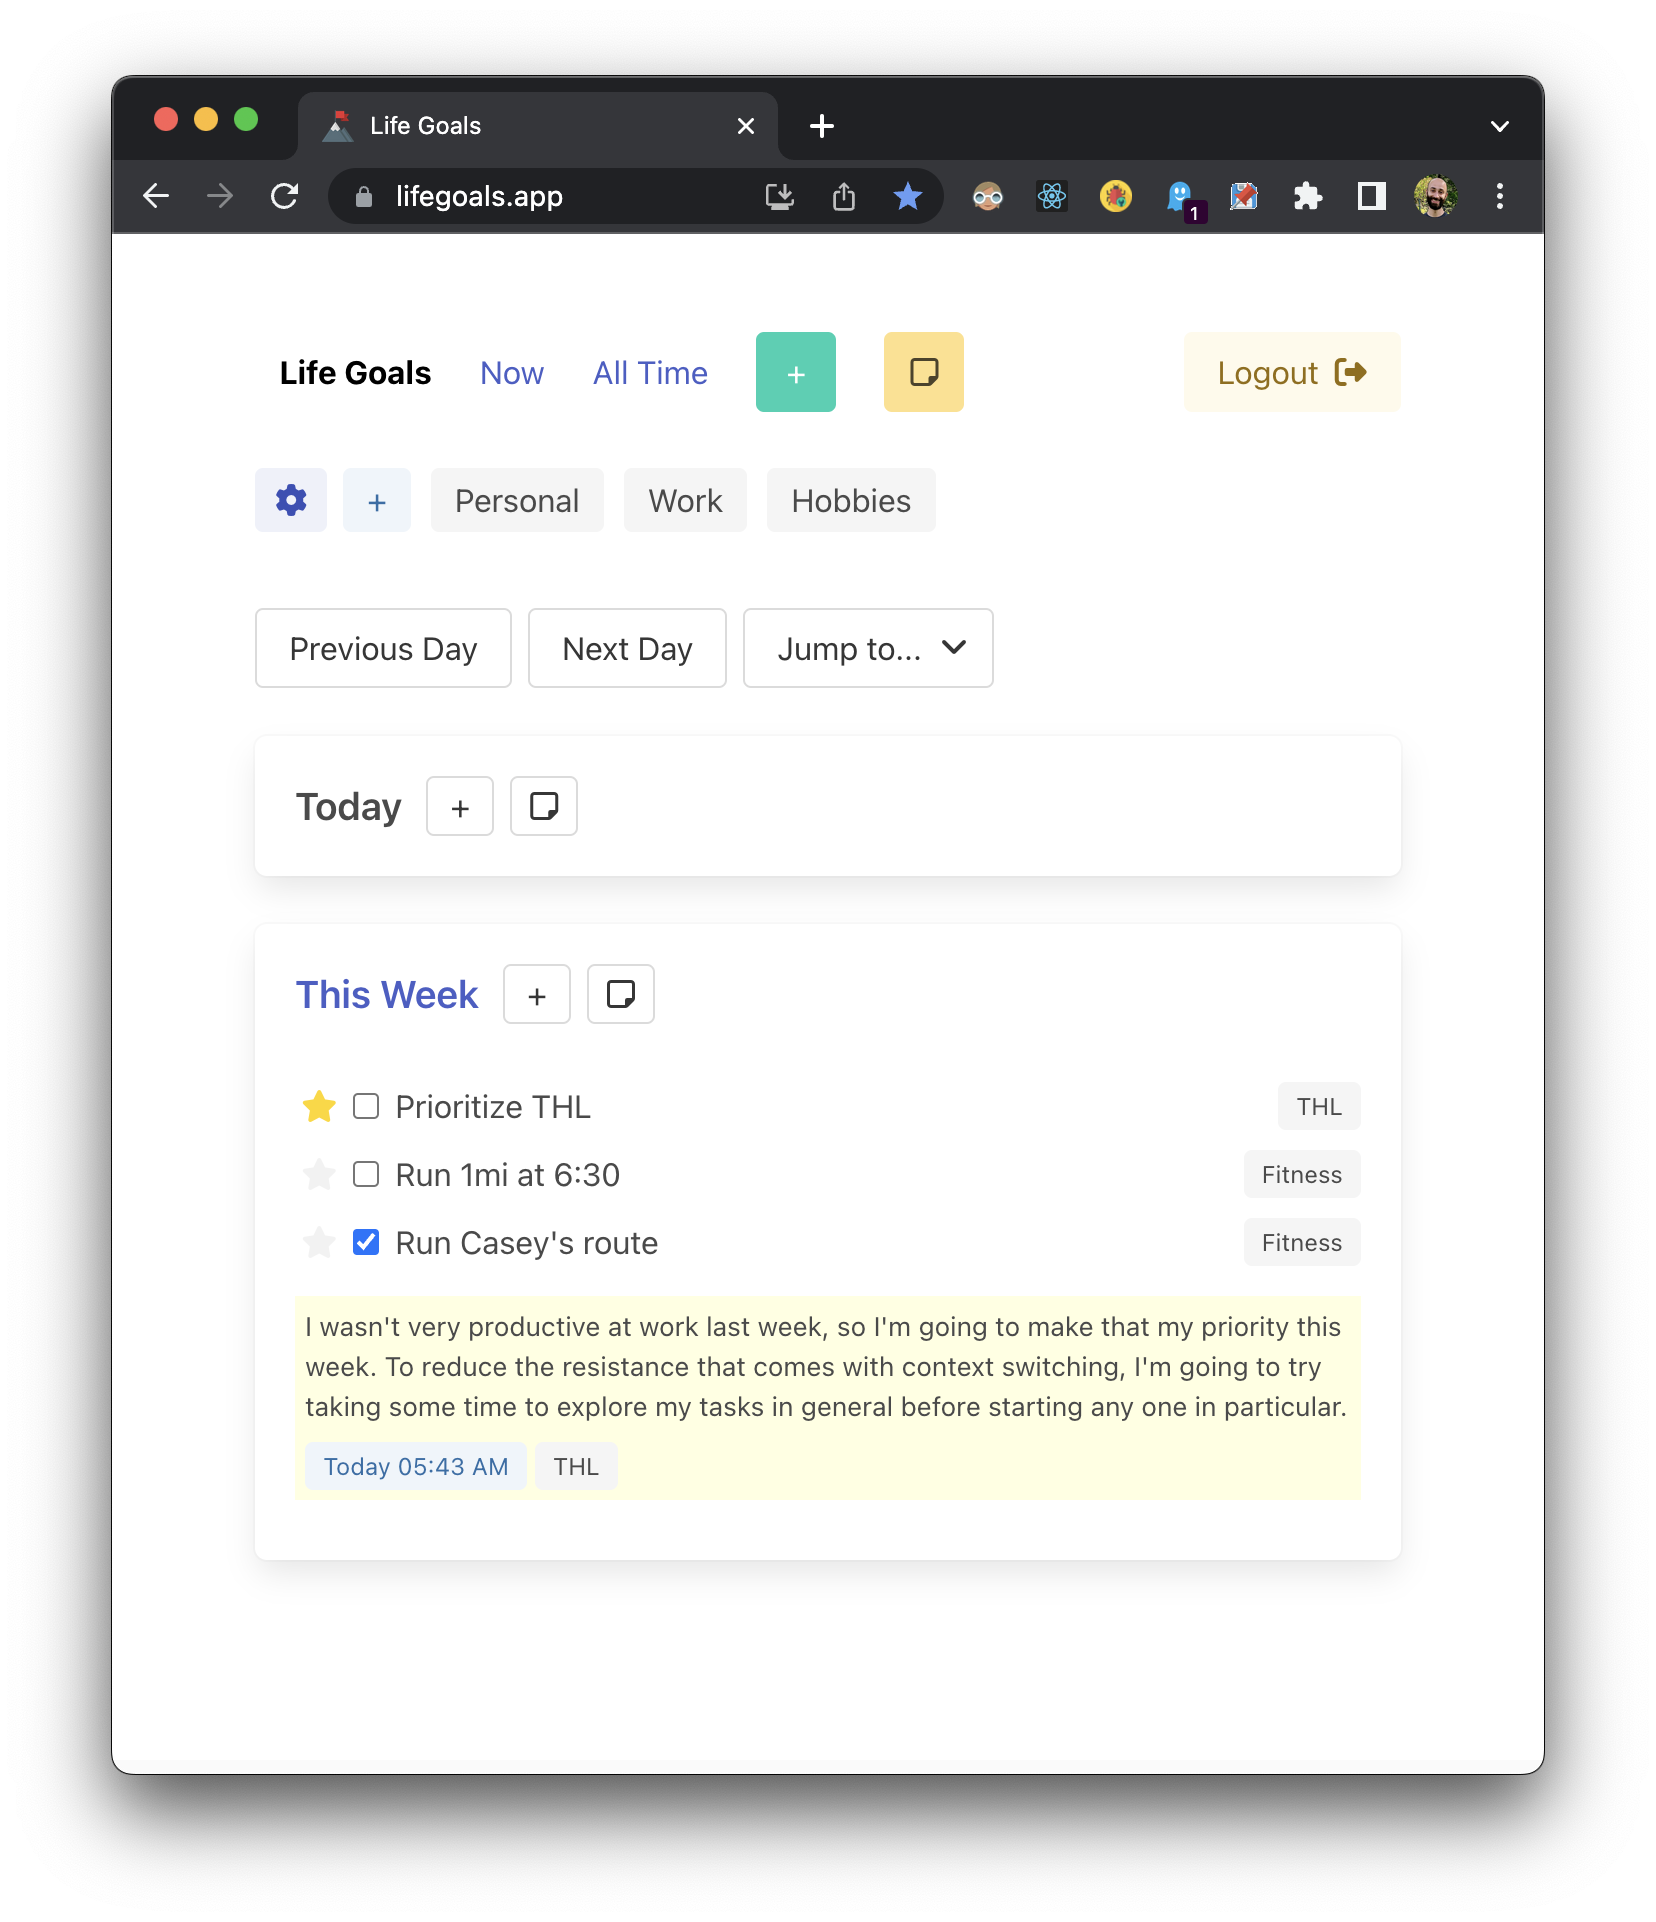 Life Goals
lifegoals.app
1
Life Goals Now All Time + Logout
+ Personal Work Hobbies
Previous Day Next Day Jump to...
Today +
This Week +
Prioritize THL THL
Run 1mi at 6:30 Fitness
Run Casey's route Fitness
I wasn't very productive at work last week, so I'm going to make that my priority this
week. To reduce the resistance that comes with context switching, I'm going to try
taking some time to explore my tasks in general before starting any one in particular.
Today 05:43 AM THL